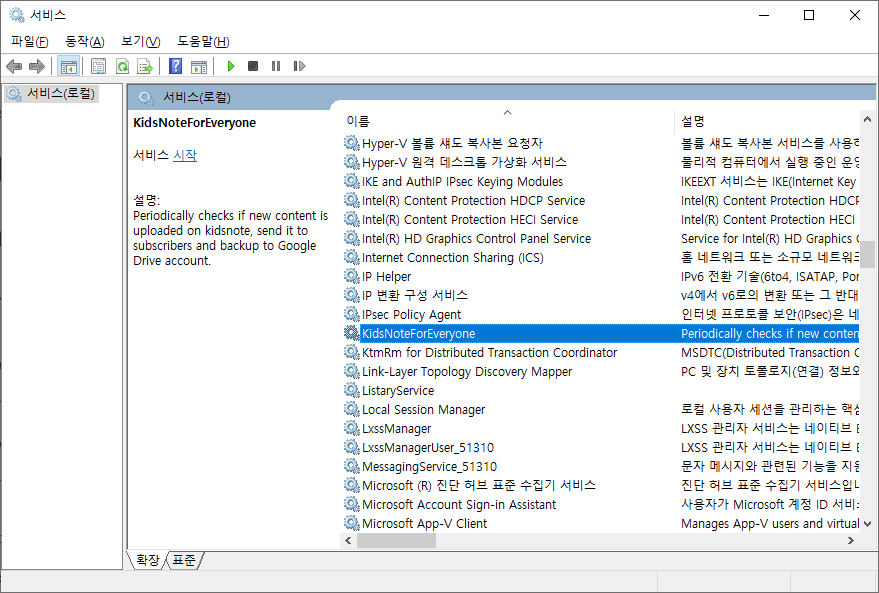 서비스
파일(F) 동작(A) 보기(V) 도움말(H)
서비스(로컬)
서비스(로컬)
KidsNoteForEveryone
서비스 시작
설명:
Periodically checks if new content is
uploaded on kidsnote, send it to
subscribers and backup to Google
Drive account.
이름 설명
Hyper-V 볼륨 섀도 복사본 요청자 볼륨 섀도 복사본 서비스를 사용하
Hyper-V 원격 데스크톱 가상화 서비스 물리적 컴퓨터에서 실행 중인 운영
IKE and AuthIP IPsec Keying Modules IKEEXT 서비스는 IKE(Internet Key
Intel(R) Content Protection HDCP Service Intel(R) Content Protection HDCP
Intel(R) Content Protection HECI Service Intel(R) Content Protection HECI
Intel(R) HD Graphics Control Panel Service Service for Intel(R) HD Graphics C
Internet Connection Sharing (ICS) 홈 네트워크 또는 소규모 네트워크
IP Helper IPv6 전환 기술(6to4, ISATAP, Por
IP 변환 구성 서비스 v4에서 v6로의 변환 또는 그 반대
IPsec Policy Agent 인터넷 프로토콜 보안(IPsec)은 네
KidsNoteForEveryone Periodically checks if new conten
KtmRm for Distributed Transaction Coordinator MSDTC(Distributed Transaction C
Link-Layer Topology Discovery Mapper PC 및 장치 토폴로지(연결) 정보와
ListaryService
Local Session Manager 로컬 사용자 세션을 관리하는 핵심
LxssManager LXSS 관리자 서비스는 네이티브 E
LxssManagerUser_51310 LXSS 관리자 서비스는 네이티브 E
MessagingService_51310 문자 메시지와 관련된 기능을 지원
Microsoft (R) 진단 허브 표준 수집기 서비스 진단 허브 표준 수집기 서비스입니
Microsoft Account Sign-in Assistant 사용자가 Microsoft 계정 ID 서비스
Microsoft App-V Client Manages App-V users and virtual
확장 표준